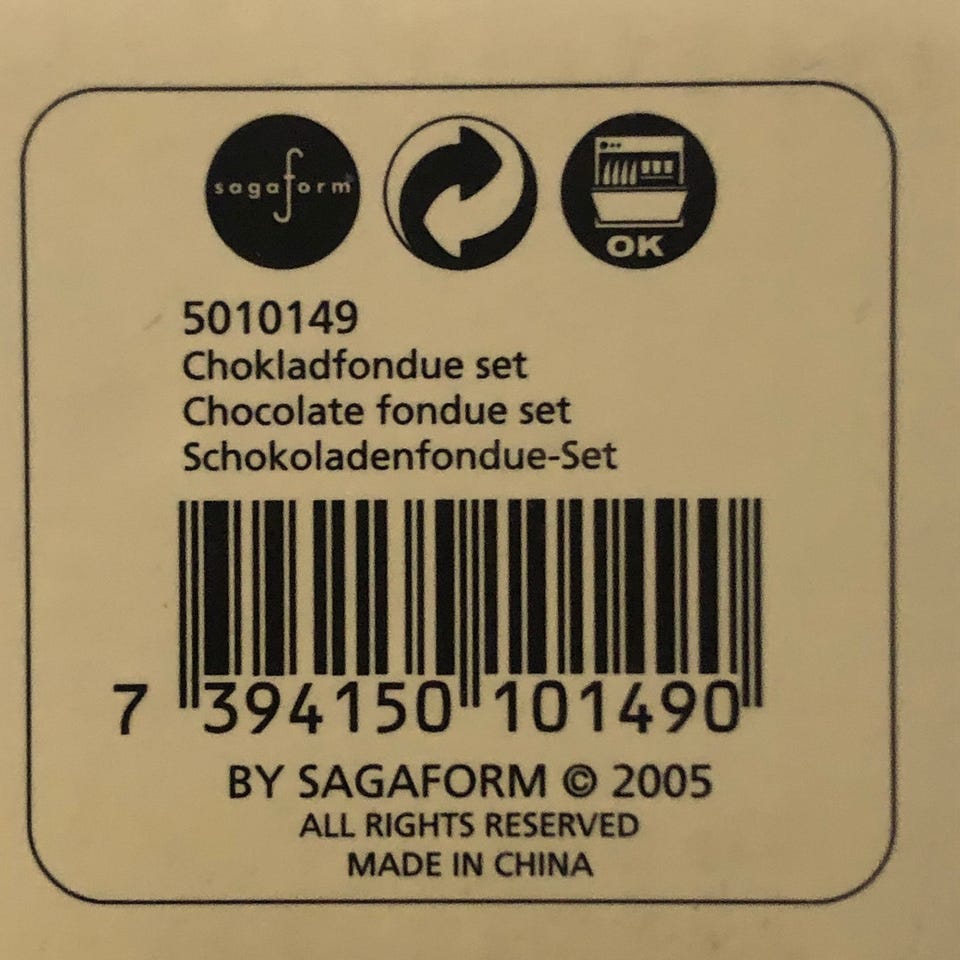 sagaform
OK
5010149
Chokladfondue set
Chocolate fondue set
Schokoladenfondue-Set
7 394150 101490
BY SAGAFORM © 2005
ALL RIGHTS RESERVED
MADE IN CHINA